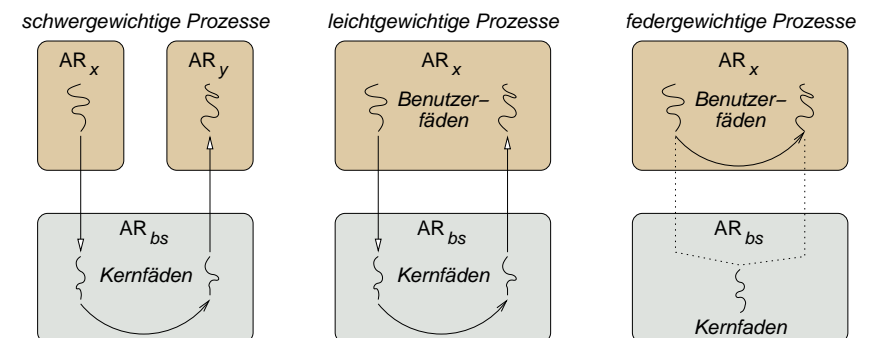 schwergewichtige Prozesse
AR x
AR y
AR bs
Kernfäden
leichtgewichtige Prozesse
AR x
Benutzer–
fäden
AR bs
Kernfäden
federgewichtige Prozesse
AR x
Benutzer–
fäden
AR bs
Kernfaden